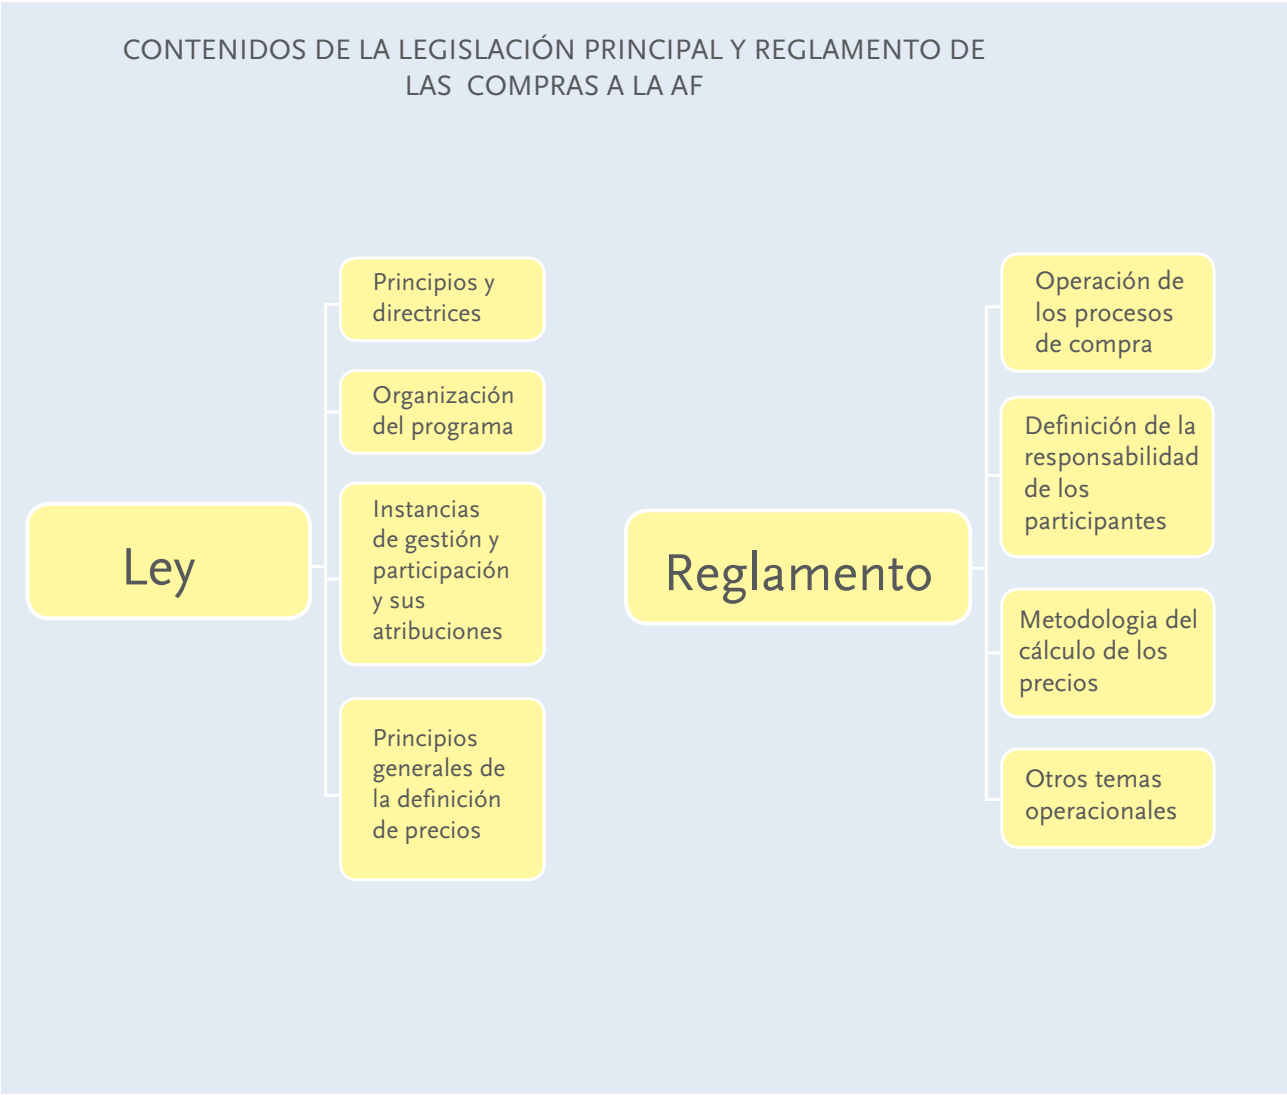 CONTENIDOS DE LA LEGISLACIÓN PRINCIPAL Y REGLAMENTO DE
LAS COMPRAS A LA AF
Ley
Principios y
directrices
Organización
del programa
Instancias
de gestión y
participación
y sus
atribuciones
Principios
generales de
la definición
de precios
Reglamento
Operación de
los procesos
de compra
Definición de la
responsabilidad
de los
participantes
Metodologia del
cálculo de los
precios
Otros temas
operacionales